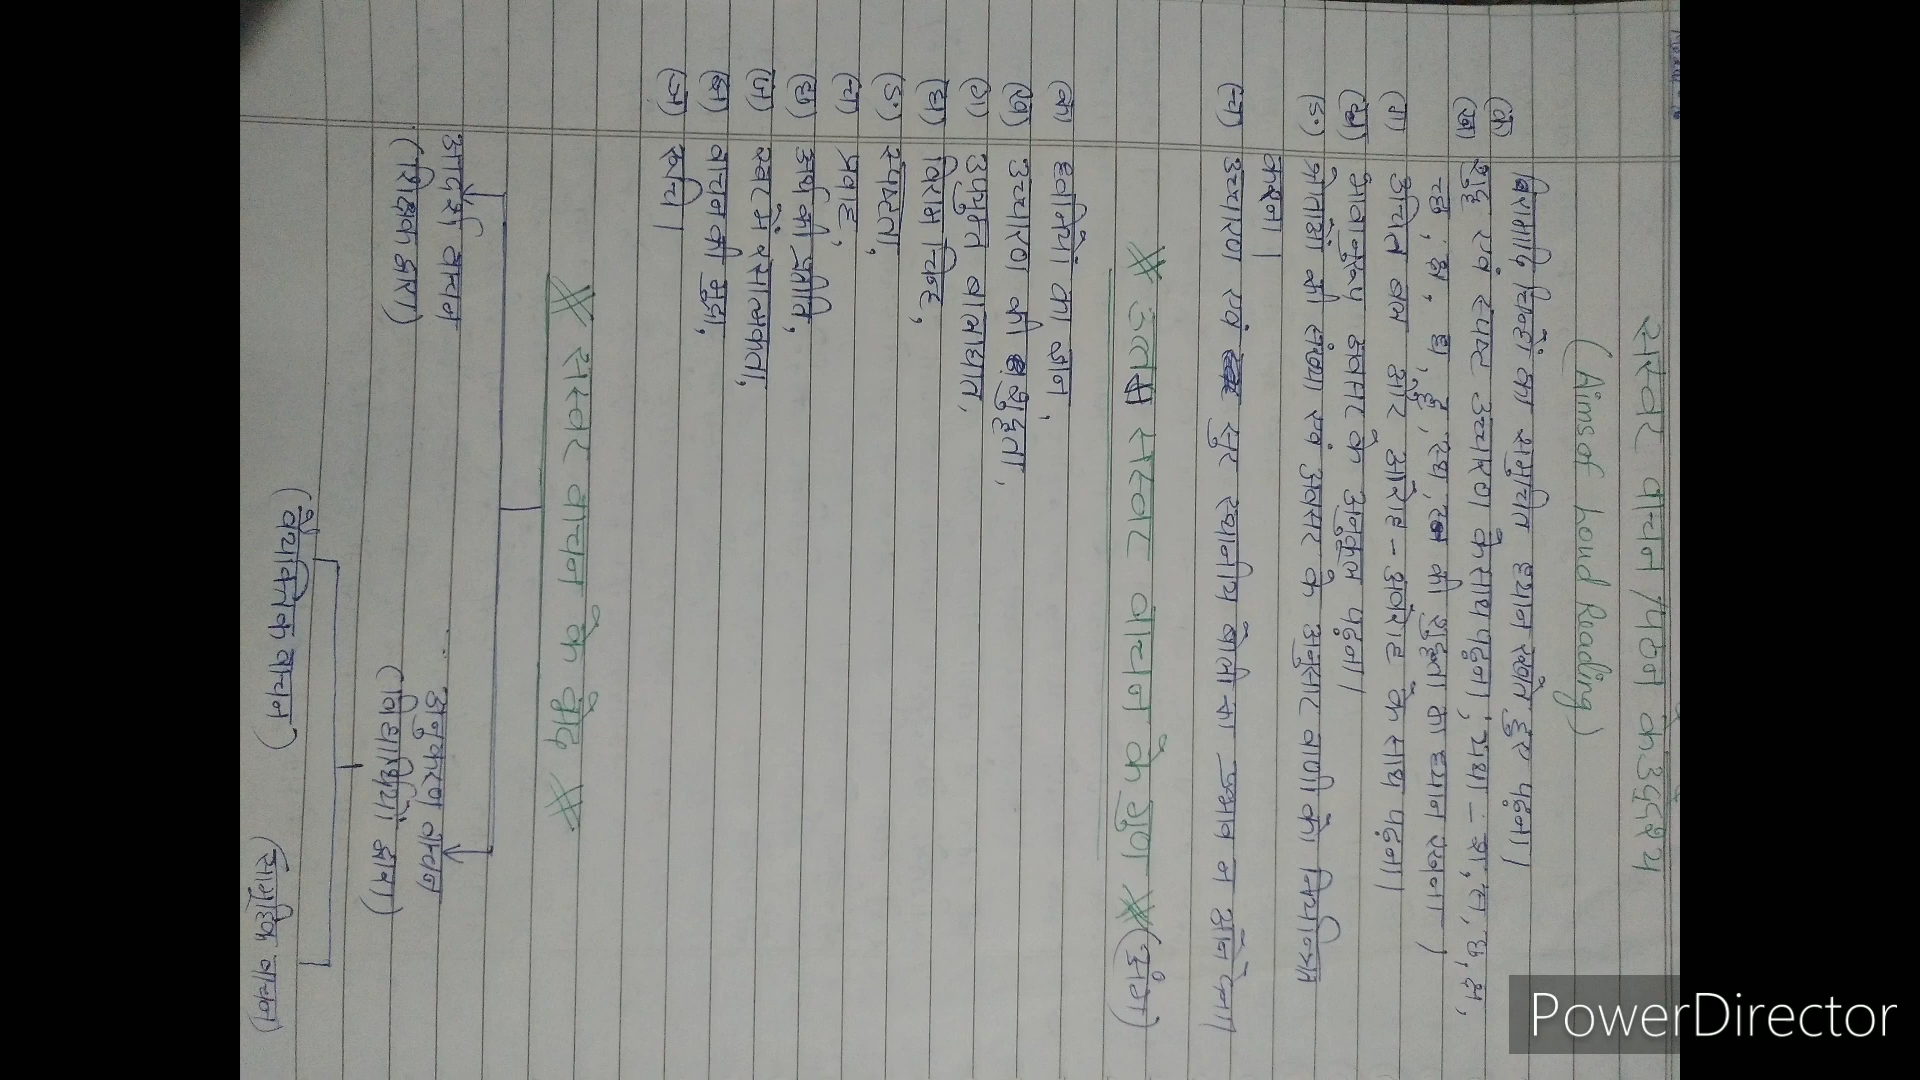 सस्वर वाचन/पठन के उद्देश्य
(Aims of Loud Reading)
(क) विरामादि चिन्हों का समुचित ध्यान रखते हुए पढ़ना।
(ख) शुद्ध एवं स्पष्ट उच्चारण के साथ पढ़ना, यथा – श, स, छ, क्ष,
च्छ, क्ष, ध, की शुद्धता का ध्यान रखना।
(ग) उचित बल और आरोह - अवरोह के साथ पढ़ना।
(घ) भावानुरूप अवसर के अनुकूल पढ़ना।
(ङ) श्रोताओं की संख्या एवं अवसर के अनुसार वाणी को नियन्त्रित
करना।
(च) उच्चारण एवं सुर स्थानीय बोली का प्रभाव न आने देना।
* उत्तम सस्वर वाचन के गुण * (अंग)
(क) ध्वनियों का ज्ञान,
(ख) उच्चारण की शुद्धता,
(ग) उपयुक्त बलाघात,
(घ) विराम चिन्ह,
(ङ) स्पष्टता,
(च) प्रवाह,
(छ) अर्थ की प्रतीति,
(ज) स्वर में रसात्मकता,
(झ) वाचन की मुद्रा,
(ञ) रूचि।
* सस्वर वाचन के भेद *
आदर्श वाचन अनुकरण वाचन
(शिक्षक द्वारा) (विद्यार्थियों द्वारा)
(वैयक्तिक वाचन) (सामूहिक वाचन)
PowerDirector